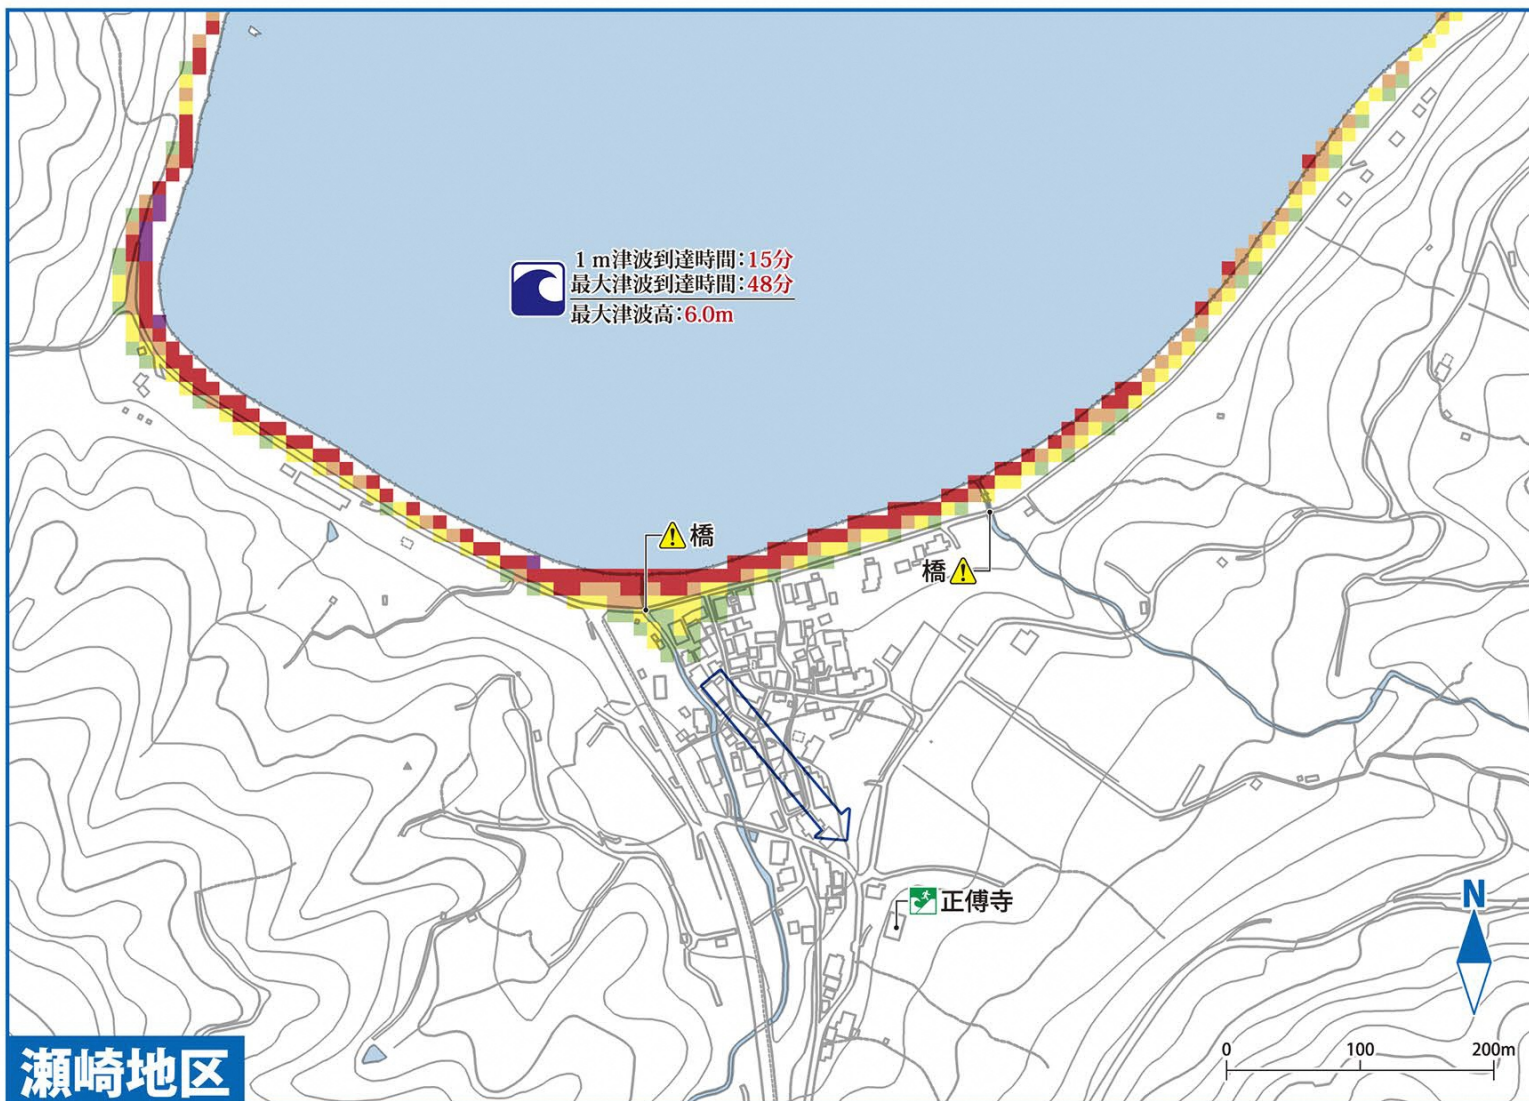 1m津波到達時間:15分
最大津波到達時間:48分
最大津波高:6.0m
橋
橋
正傳寺
N
0 100 200m
瀬崎地区